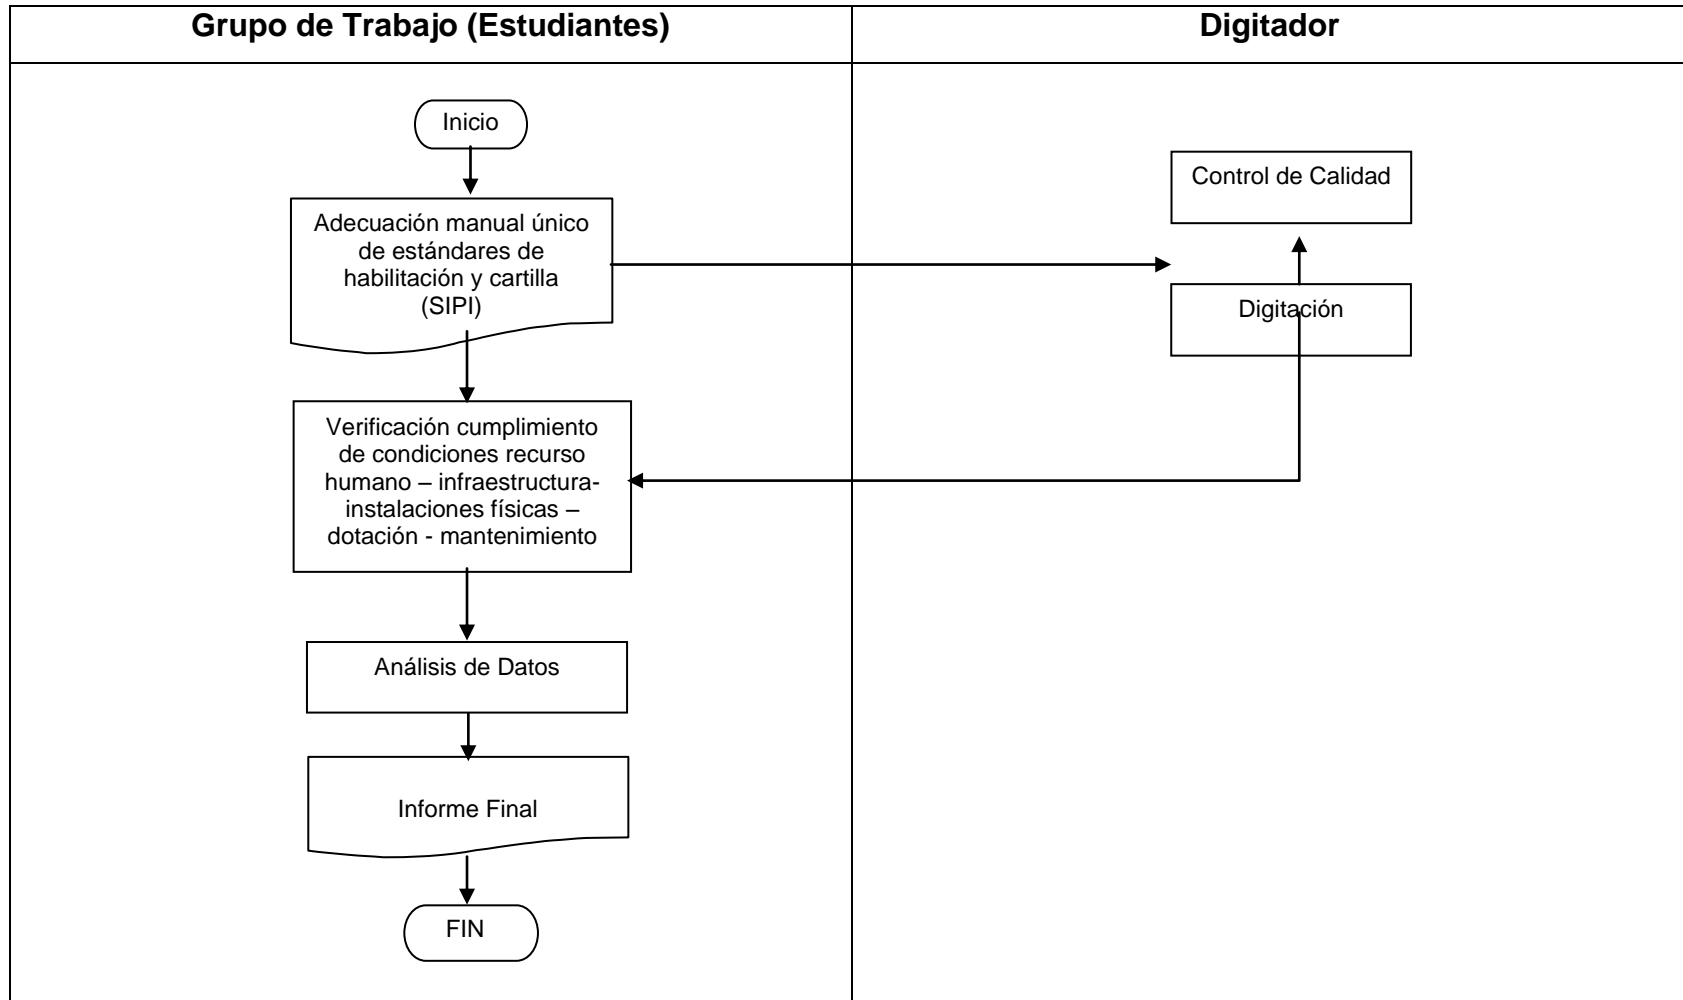 Grupo de Trabajo (Estudiantes)
Digitador
Inicio
Adecuación manual único
de estándares de
habilitación y cartilla
(SIPI)
Control de Calidad
Digitación
Verificación cumplimiento
de condiciones recurso
humano – infraestructura-
instalaciones físicas –
dotación - mantenimiento
Análisis de Datos
Informe Final
FIN